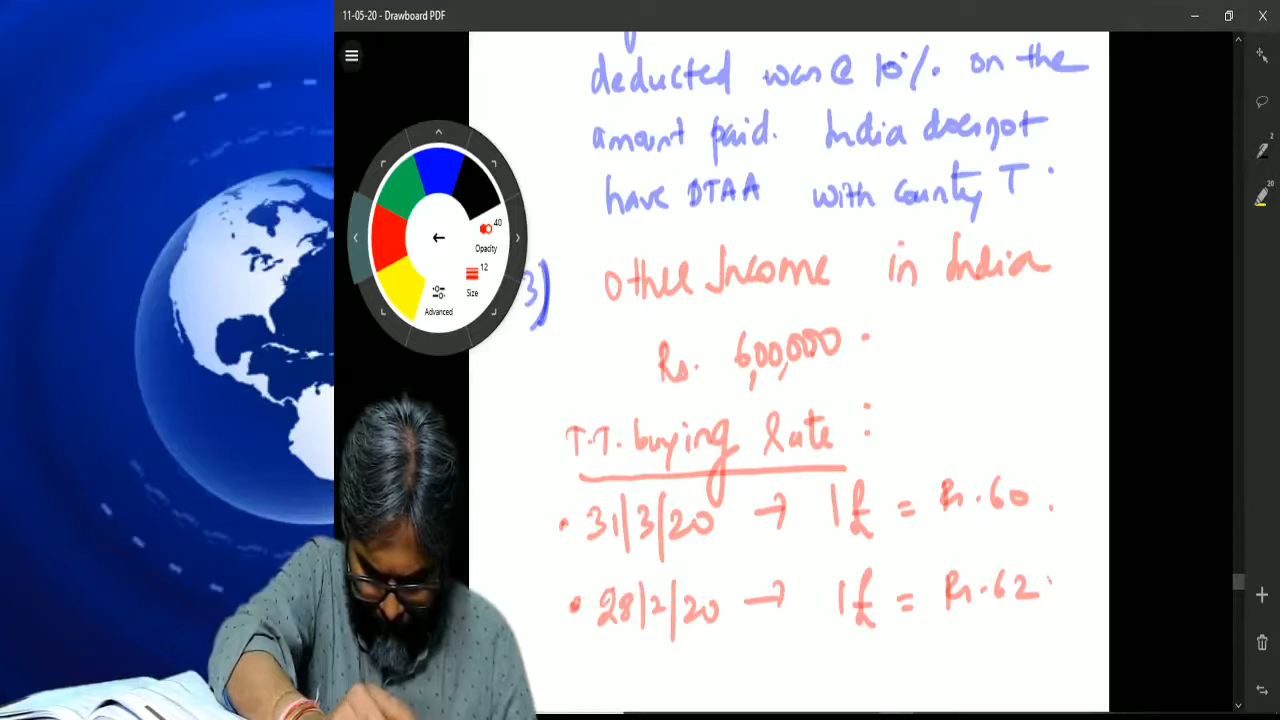 11-05-20 - Drawboard PDF
deducted was @ 10% on the
amount paid. India does not
have DTAA with country T.
3) Other Income in India
Rs. 6,00,000.
T.T. buying Rate :
• 31/3/20 → 1£ = Rs. 60.
• 28/2/20 → 1£ = Rs. 62.
40
Opacity
12
Size
Advanced
2
20